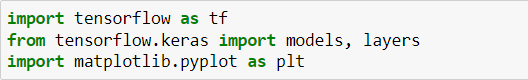 import tensorflow as tf
from tensorflow.keras import models, layers
import matplotlib.pyplot as plt